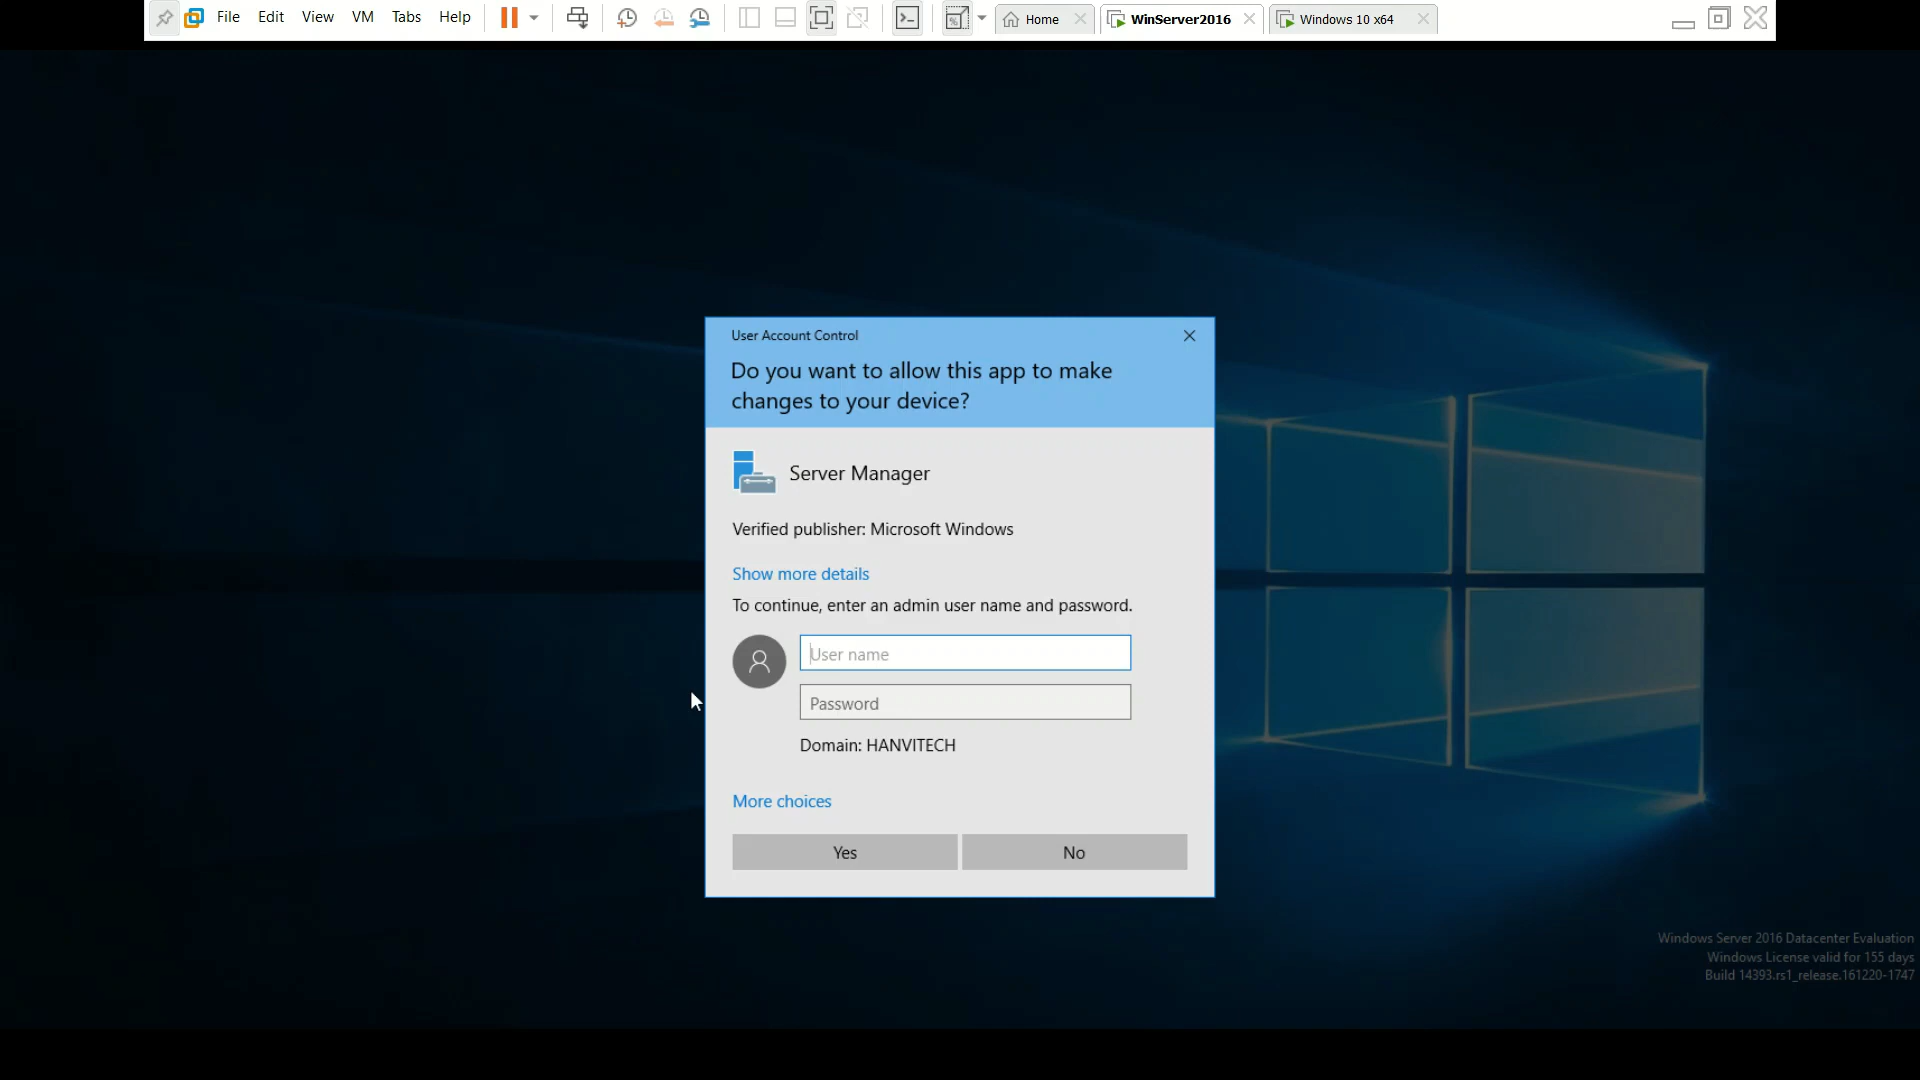 File Edit View VM Tabs Help Home WinServer2016 Windows 10 x64
User Account Control
Do you want to allow this app to make
changes to your device?
Server Manager
Verified publisher: Microsoft Windows
Show more details
To continue, enter an admin user name and password.
User name
Password
Domain: HANVITECH
More choices
Yes No
Windows Server 2016 Datacenter Evaluation
Windows License valid for 155 days
Build 14393.rs1_release.161220-1747